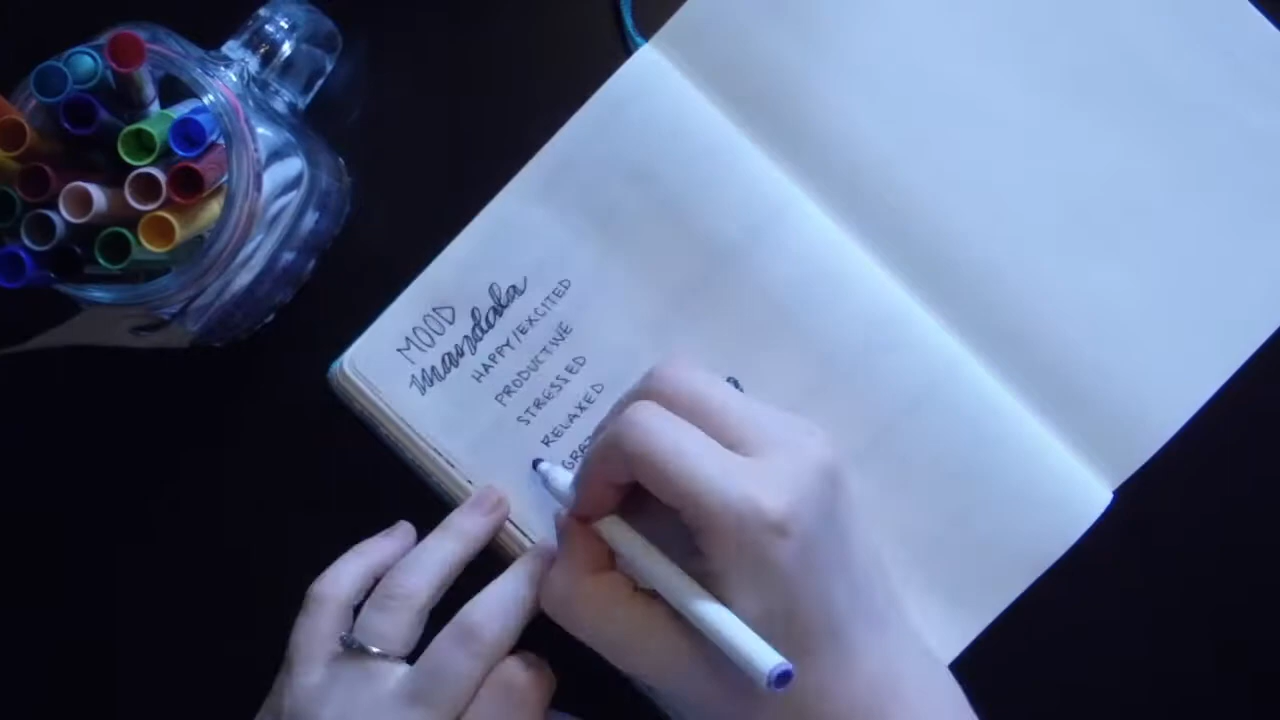 MOOD
mandala
HAPPY/EXCITED
PRODUCTIVE
STRESSED
RELAXED